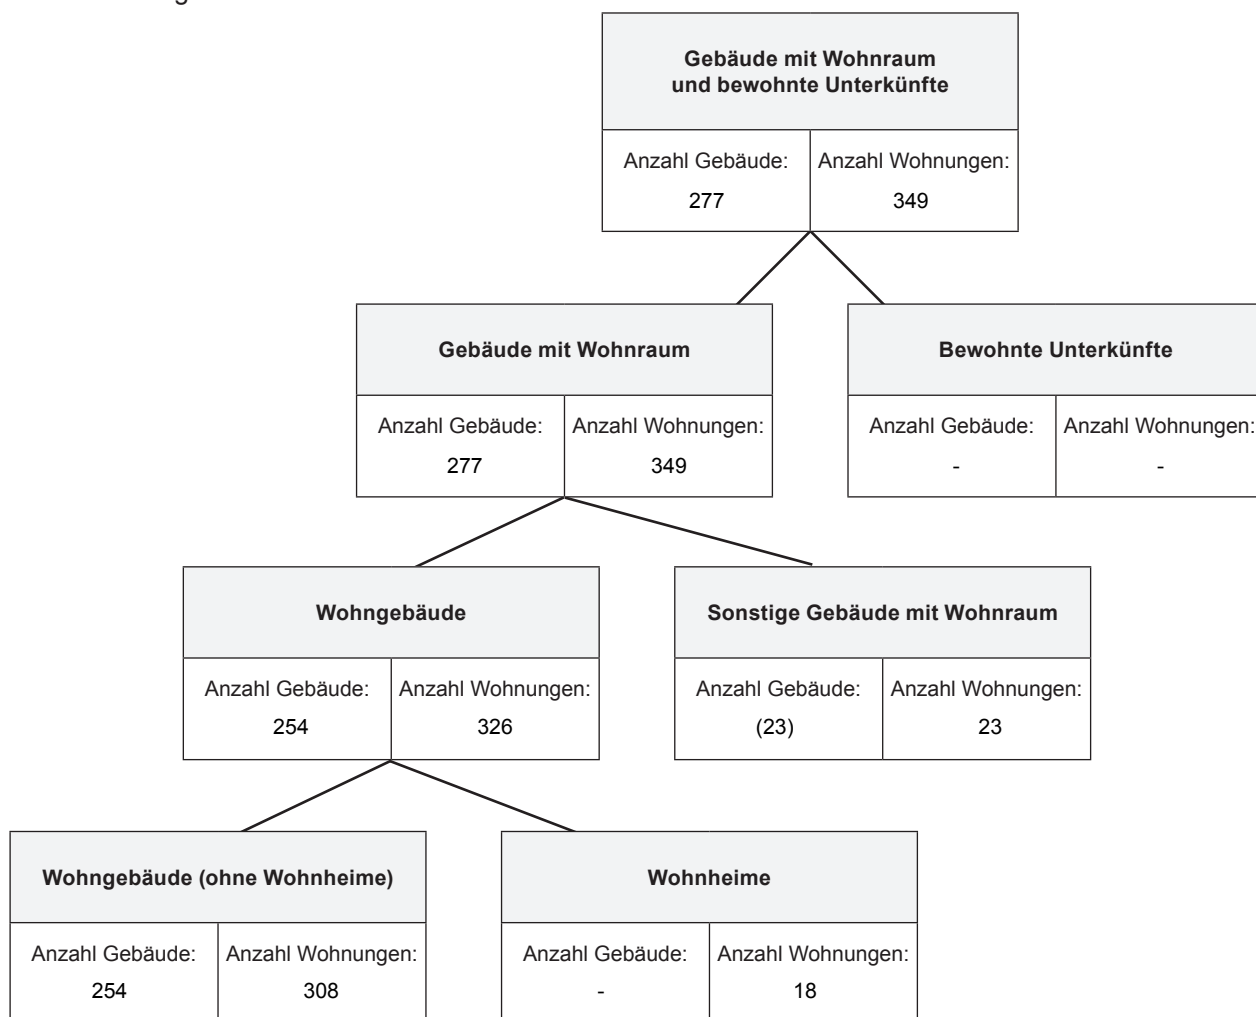 Gebäude mit Wohnraum
und bewohnte Unterkünfte
Anzahl Gebäude: Anzahl Wohnungen:
277 349
Gebäude mit Wohnraum
Bewohnte Unterkünfte
Anzahl Gebäude: Anzahl Wohnungen:
277 349
Anzahl Gebäude: Anzahl Wohnungen:
- -
Wohngebäude
Sonstige Gebäude mit Wohnraum
Anzahl Gebäude: Anzahl Wohnungen:
254 326
Anzahl Gebäude: Anzahl Wohnungen:
(23) 23
Wohngebäude (ohne Wohnheime)
Wohnheime
Anzahl Gebäude: Anzahl Wohnungen:
254 308
Anzahl Gebäude: Anzahl Wohnungen:
- 18